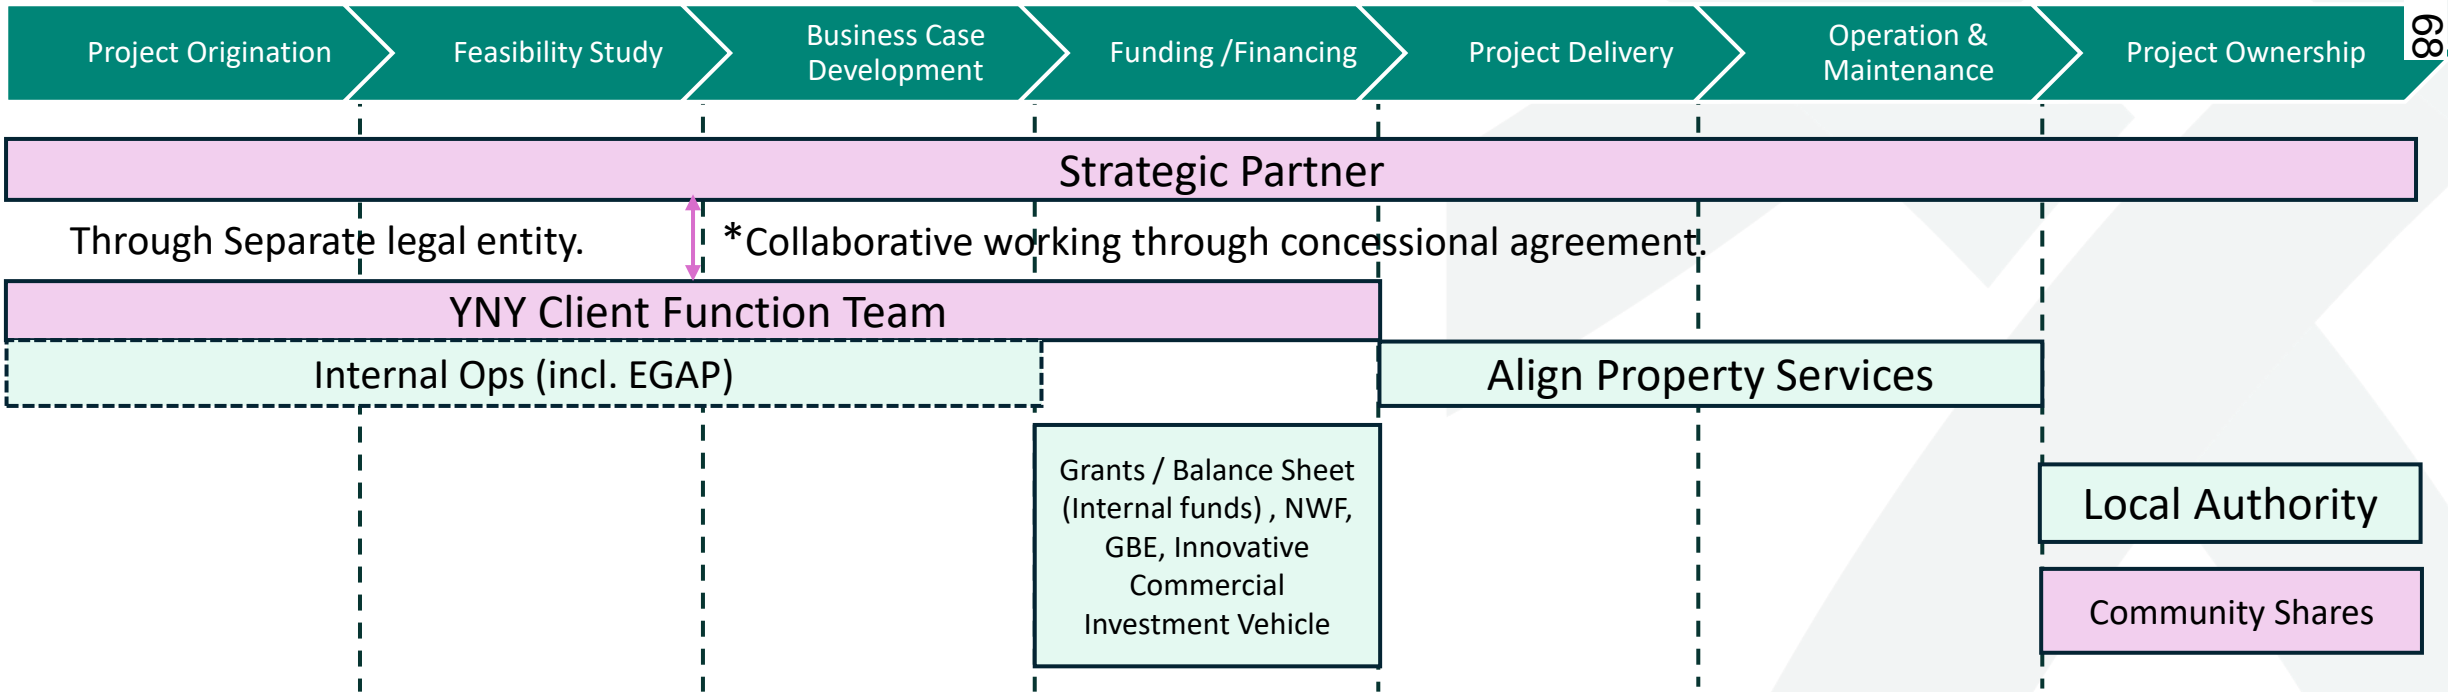 Project Origination
Feasibility Study
Business Case
Development
Funding /Financing
Project Delivery
Operation &
Maintenance
Project Ownership
68
Strategic Partner
Through Separate legal entity.
*Collaborative working through concessional agreement.
YNY Client Function Team
Internal Ops (incl. EGAP)
Align Property Services
Grants / Balance Sheet
(Internal funds) , NWF,
GBE, Innovative
Commercial
Investment Vehicle
Local Authority
Community Shares